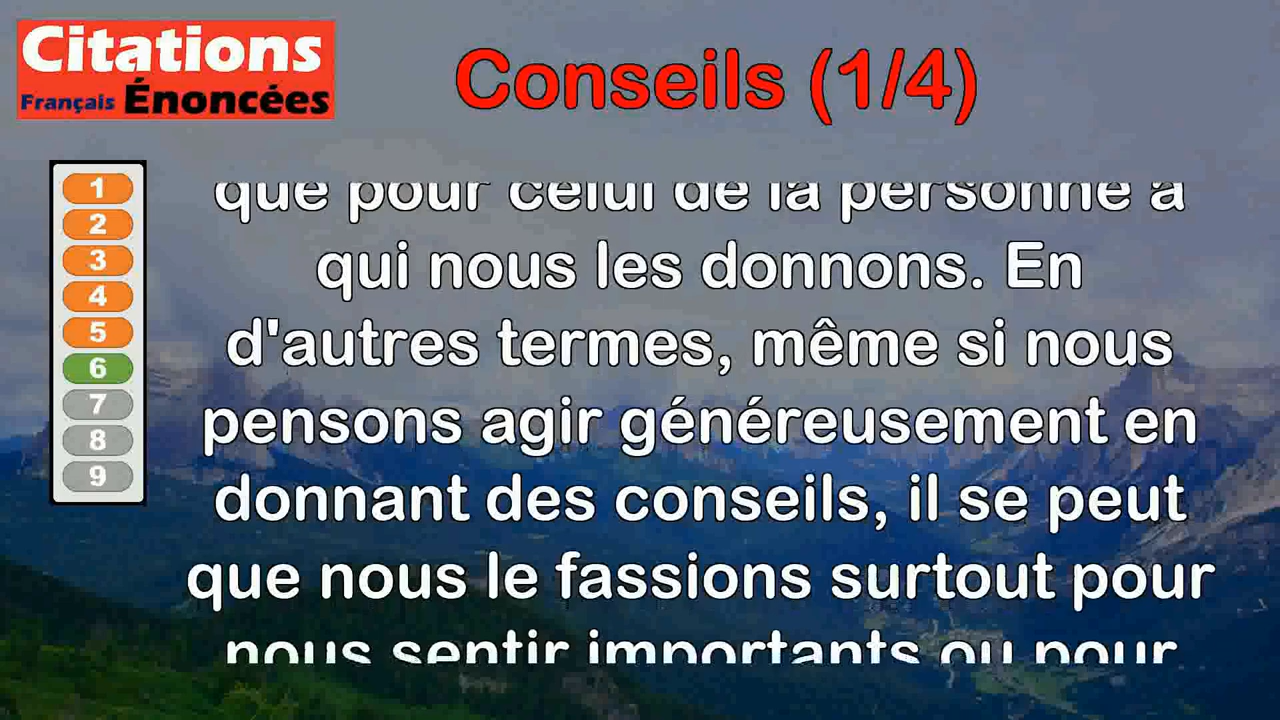 Citations
Français Énoncées
Conseils (1/4)
1
2
3
4
5
6
7
8
9
que pour celui de la personne à
qui nous les donnons. En
d'autres termes, même si nous
pensons agir généreusement en
donnant des conseils, il se peut
que nous le fassions surtout pour
nous sentir importants ou pour